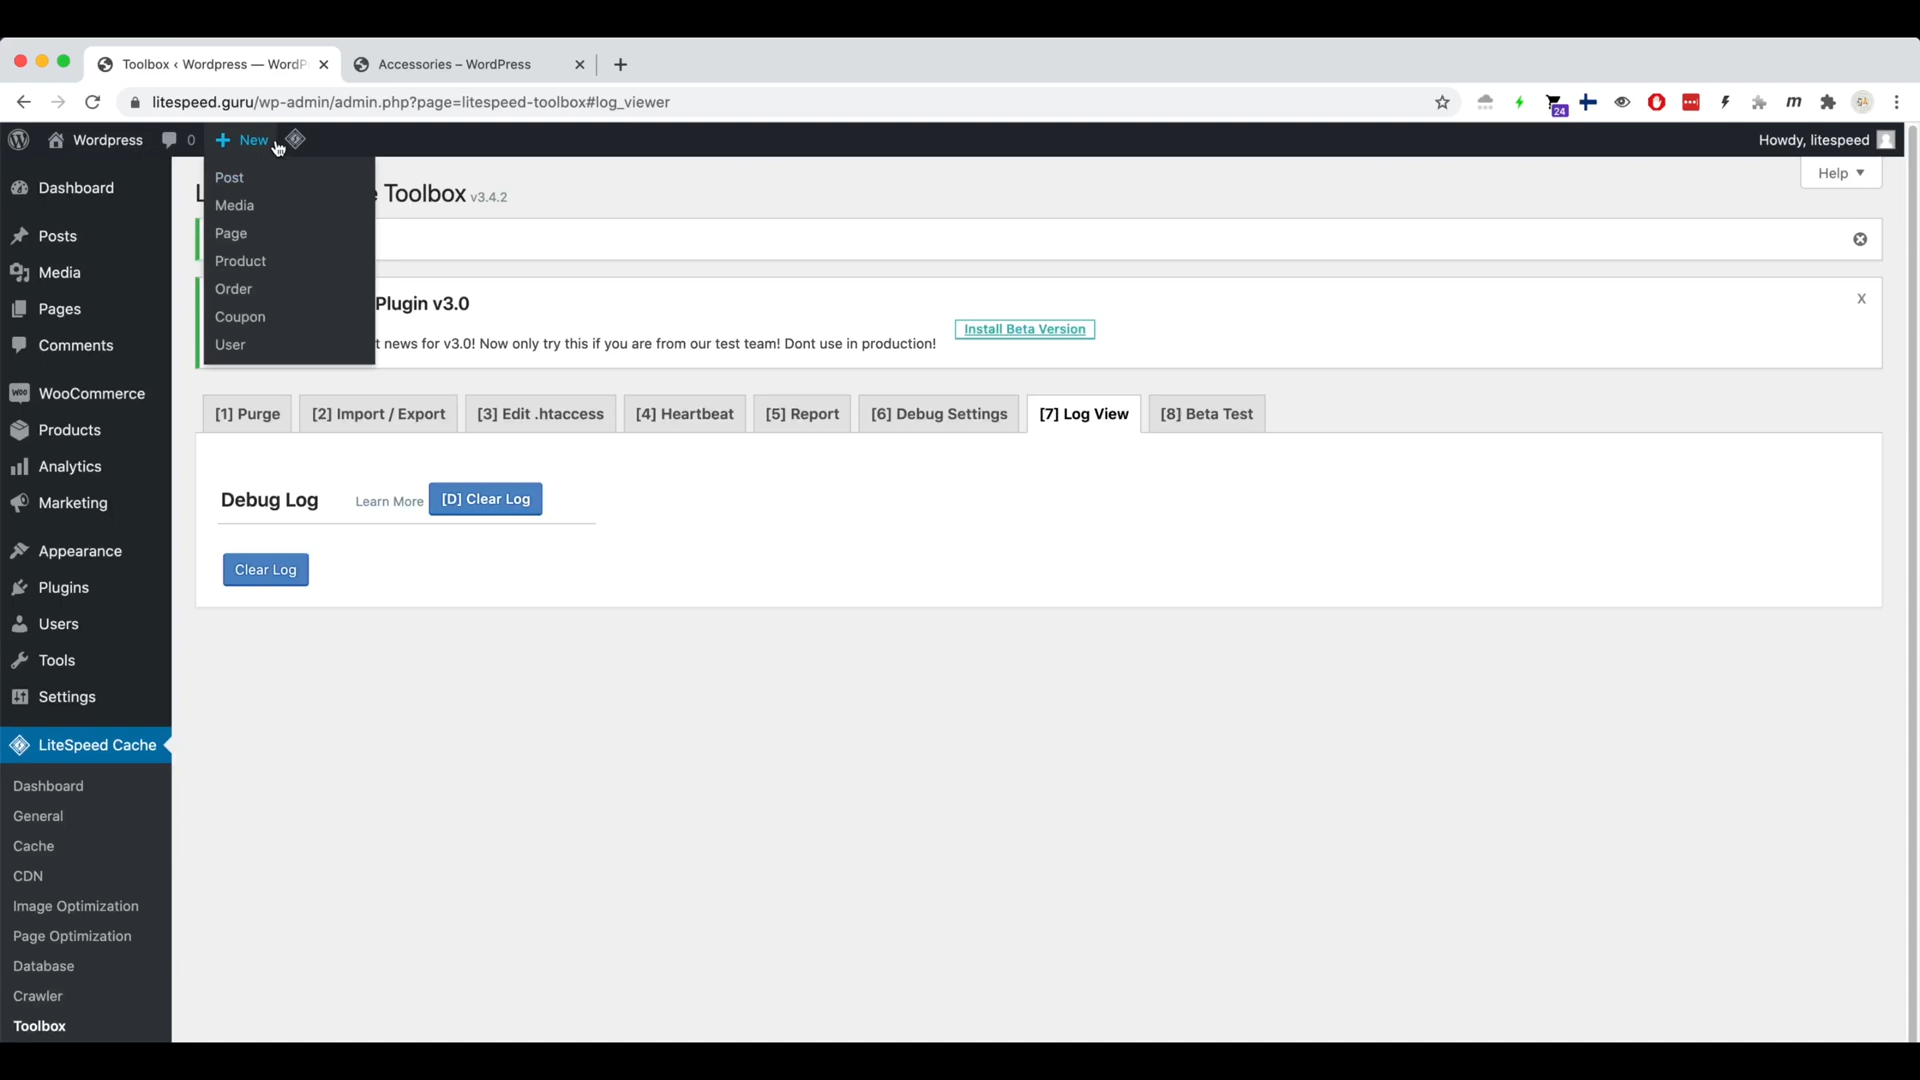 Toolbox ‹ Wordpress — WordP
Accessories – WordPress
litespeed.guru/wp-admin/admin.php?page=litespeed-toolbox#log_viewer
24
Wordpress
0
+ New
Howdy, litespeed
Help
Post
Media
Page
Product
Order
Coupon
User
Toolbox v3.4.2
Plugin v3.0
t news for v3.0! Now only try this if you are from our test team! Dont use in production!
Install Beta Version
X
Dashboard
Posts
Media
Pages
Comments
WooCommerce
Products
Analytics
Marketing
Appearance
Plugins
Users
Tools
Settings
LiteSpeed Cache
Dashboard
General
Cache
CDN
Image Optimization
Page Optimization
Database
Crawler
Toolbox
[1] Purge
[2] Import / Export
[3] Edit .htaccess
[4] Heartbeat
[5] Report
[6] Debug Settings
[7] Log View
[8] Beta Test
Debug Log
Learn More
[D] Clear Log
Clear Log